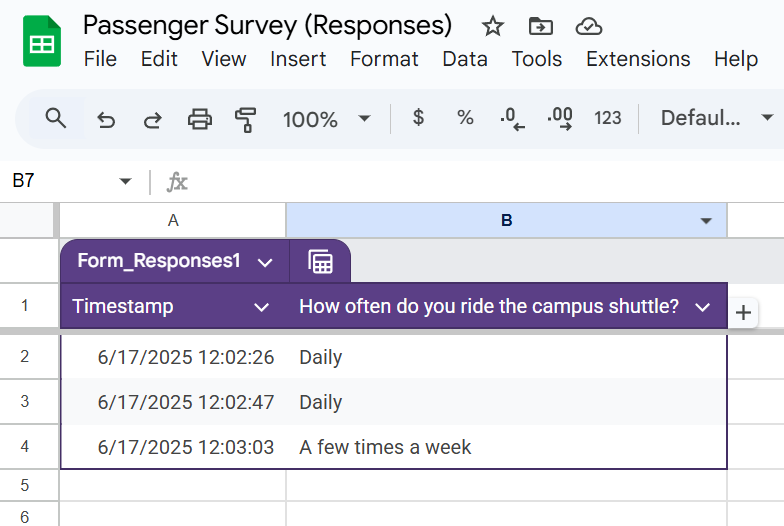 Passenger Survey (Responses)
File Edit View Insert Format Data Tools Extensions Help
100% $ % .0 .00 123 Defaul...
B7 fx
A B
Form_Responses1
1 Timestamp How often do you ride the campus shuttle?
2 6/17/2025 12:02:26 Daily
3 6/17/2025 12:02:47 Daily
4 6/17/2025 12:03:03 A few times a week
5
6